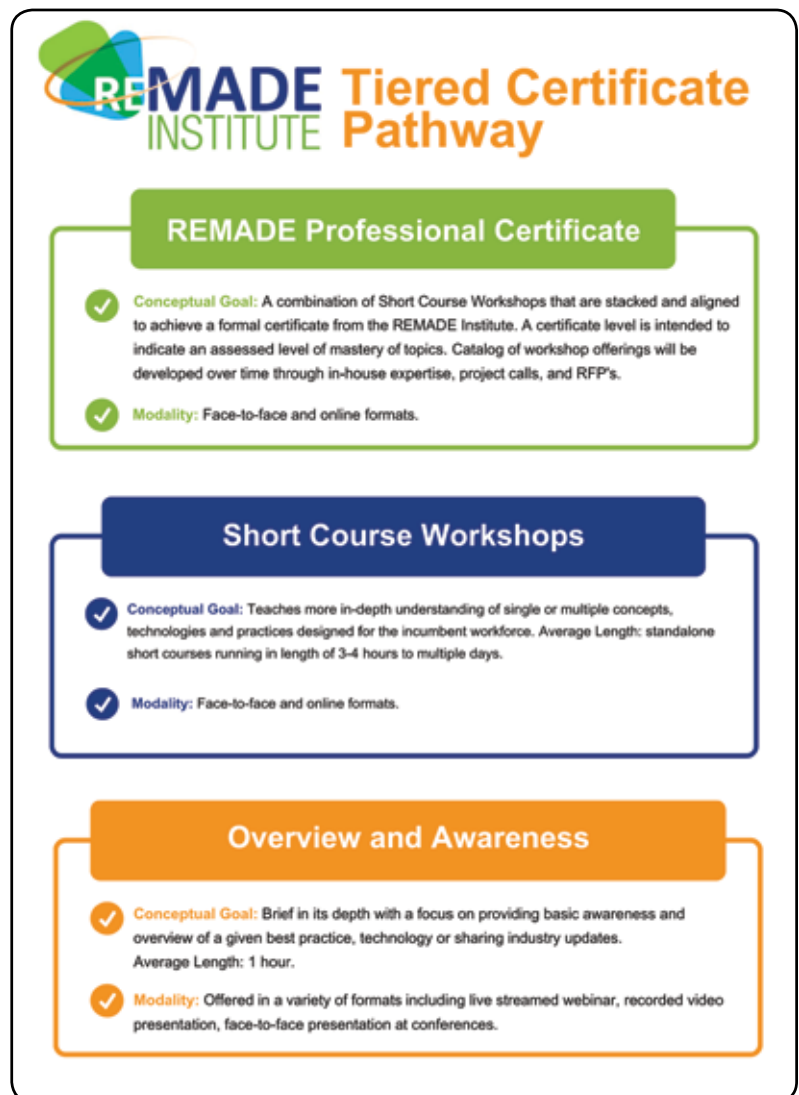 REMADE
INSTITUTE
Tiered Certificate
Pathway
REMADE Professional Certificate
Conceptual Goal: A combination of Short Course Workshops that are stacked and aligned
to achieve a formal certificate from the REMADE Institute. A certificate level is intended to
indicate an assessed level of mastery of topics. Catalog of workshop offerings will be
developed over time through in-house expertise, project calls, and RFP's.
Modality: Face-to-face and online formats.
Short Course Workshops
Conceptual Goal: Teaches more in-depth understanding of single or multiple concepts,
technologies and practices designed for the incumbent workforce. Average Length: standalone
short courses running in length of 3-4 hours to multiple days.
Modality: Face-to-face and online formats.
Overview and Awareness
Conceptual Goal: Brief in its depth with a focus on providing basic awareness and
overview of a given best practice, technology or sharing industry updates.
Average Length: 1 hour.
Modality: Offered in a variety of formats including live streamed webinar, recorded video
presentation, face-to-face presentation at conferences.